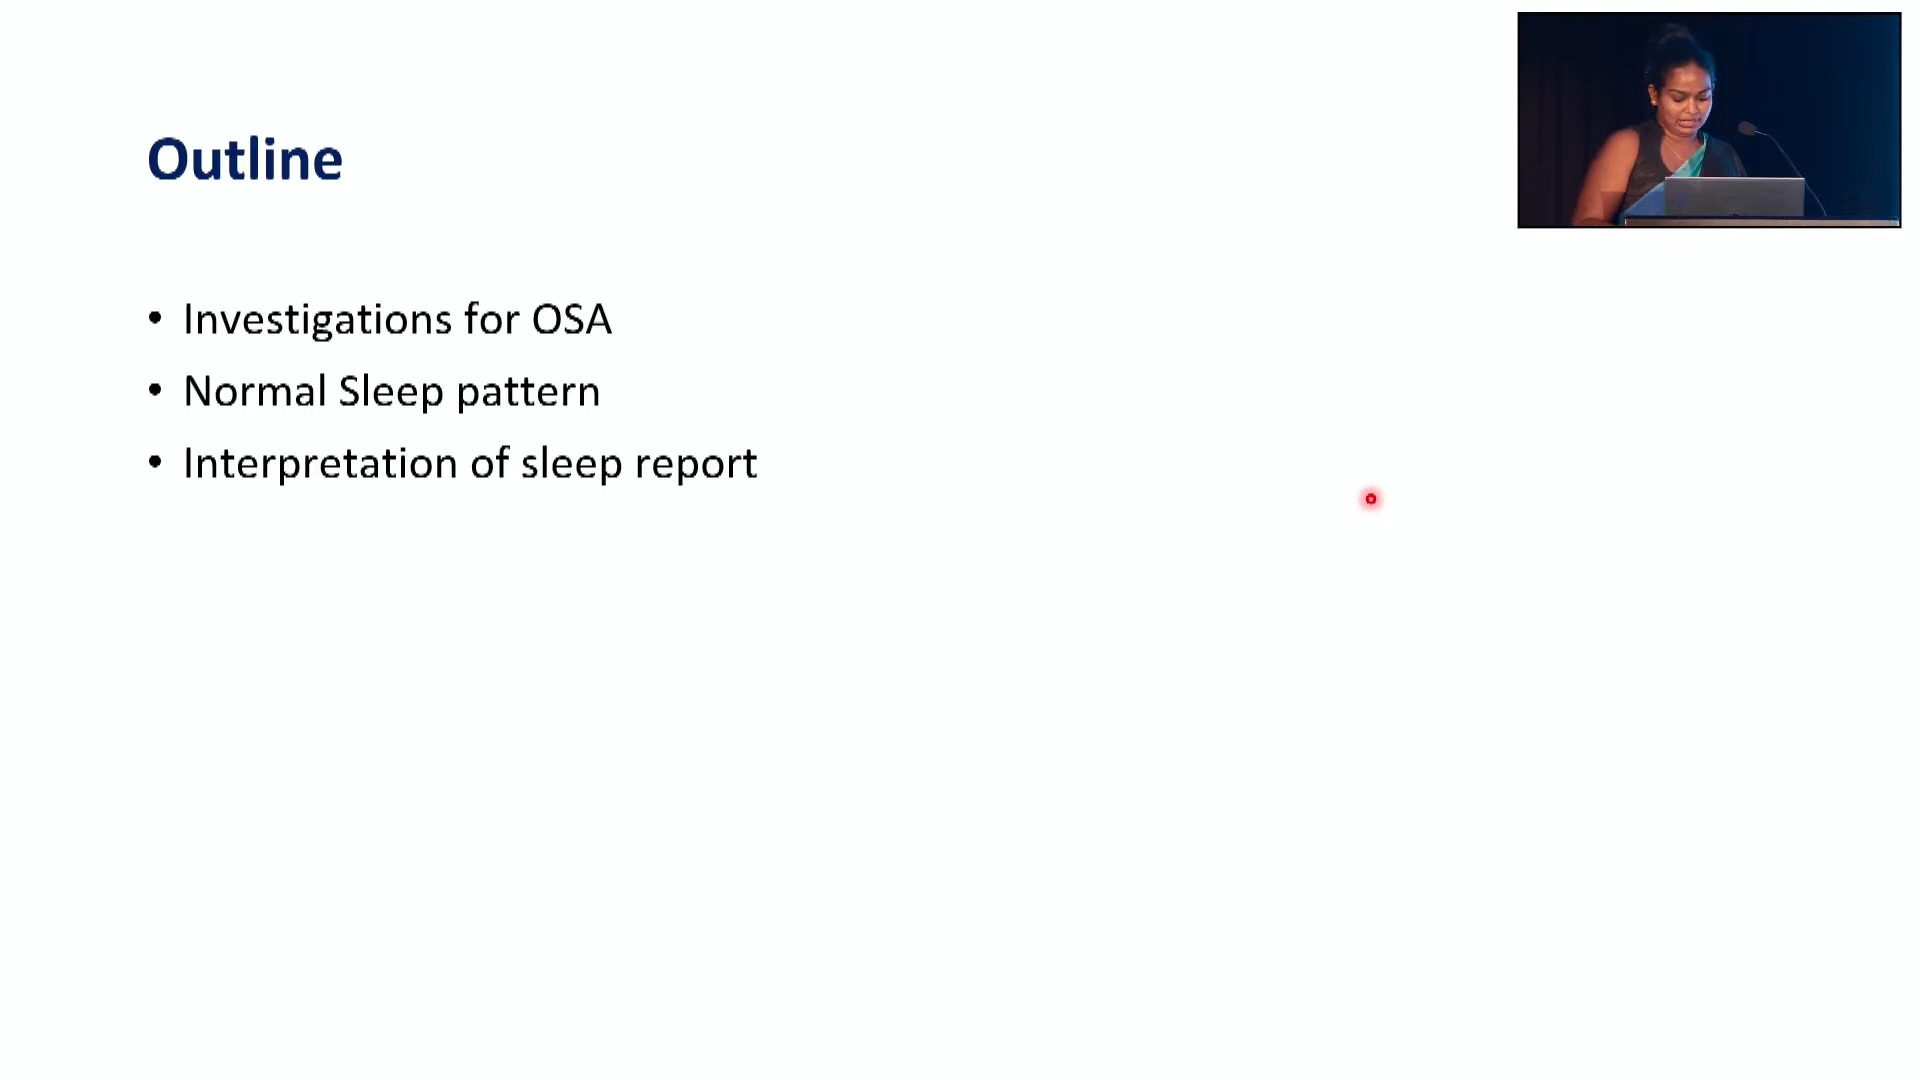 Outline
• Investigations for OSA
• Normal Sleep pattern
• Interpretation of sleep report